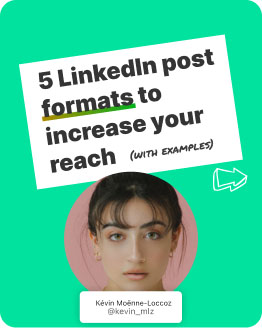 5 LinkedIn post
formats to
increase your
reach (WITH EXAMPLES)
Kévin Moënne-Loccoz
@kevin_mlz